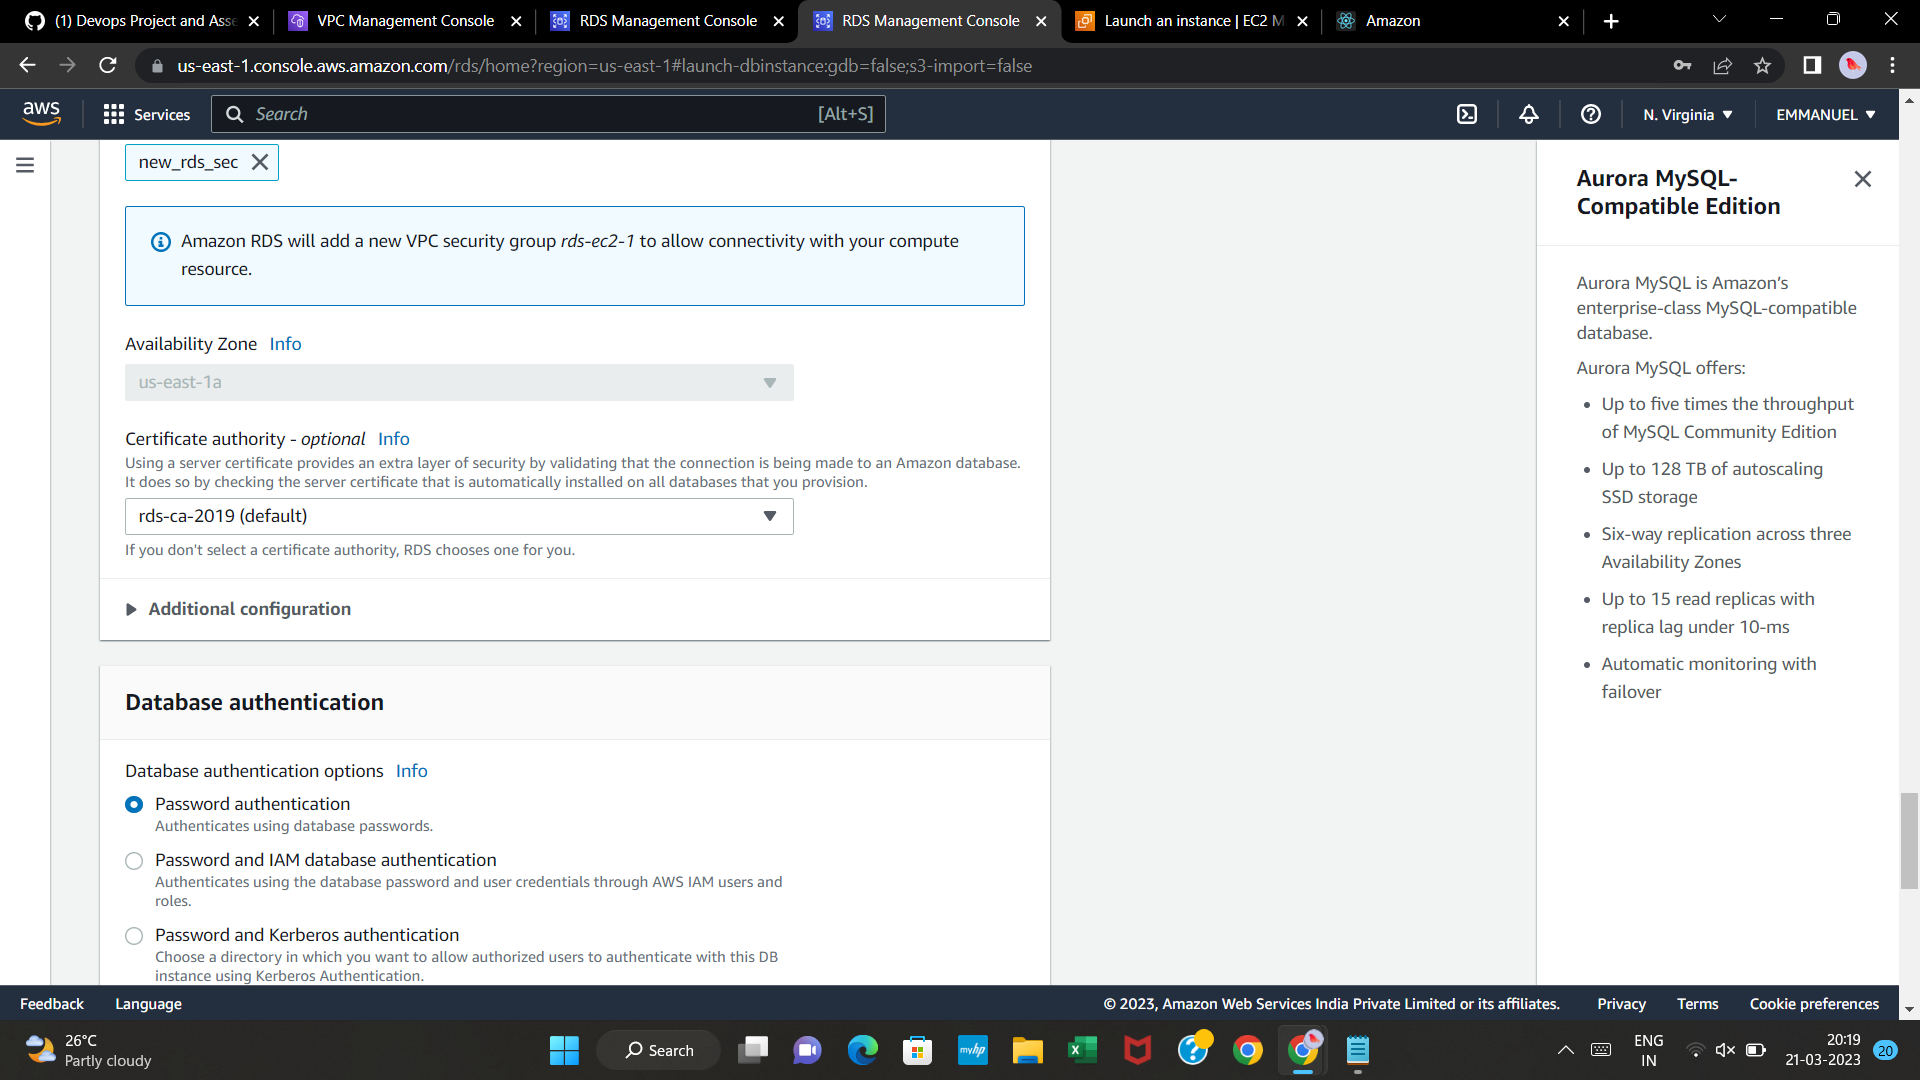 (1) Devops Project and Asse
VPC Management Console
RDS Management Console
RDS Management Console
Launch an instance | EC2 M
Amazon
us-east-1.console.aws.amazon.com/rds/home?region=us-east-1#launch-dbinstance:gdb=false;s3-import=false
aws
Services
Search
[Alt+S]
N. Virginia
EMMANUEL
new_rds_sec
Amazon RDS will add a new VPC security group rds-ec2-1 to allow connectivity with your compute
resource.
Availability Zone Info
us-east-1a
Certificate authority - optional Info
Using a server certificate provides an extra layer of security by validating that the connection is being made to an Amazon database.
It does so by checking the server certificate that is automatically installed on all databases that you provision.
rds-ca-2019 (default)
If you don't select a certificate authority, RDS chooses one for you.
Additional configuration
Database authentication
Database authentication options Info
Password authentication
Authenticates using database passwords.
Password and IAM database authentication
Authenticates using the database password and user credentials through AWS IAM users and
roles.
Password and Kerberos authentication
Choose a directory in which you want to allow authorized users to authenticate with this DB
instance using Kerberos Authentication.
Aurora MySQL-
Compatible Edition
Aurora MySQL is Amazon's
enterprise-class MySQL-compatible
database.
Aurora MySQL offers:
• Up to five times the throughput
of MySQL Community Edition
• Up to 128 TB of autoscaling
SSD storage
• Six-way replication across three
Availability Zones
• Up to 15 read replicas with
replica lag under 10-ms
• Automatic monitoring with
failover
Feedback
Language
© 2023, Amazon Web Services India Private Limited or its affiliates.
Privacy
Terms
Cookie preferences
26°C
Partly cloudy
Search
myhp
ENG
IN
20:19
21-03-2023
20